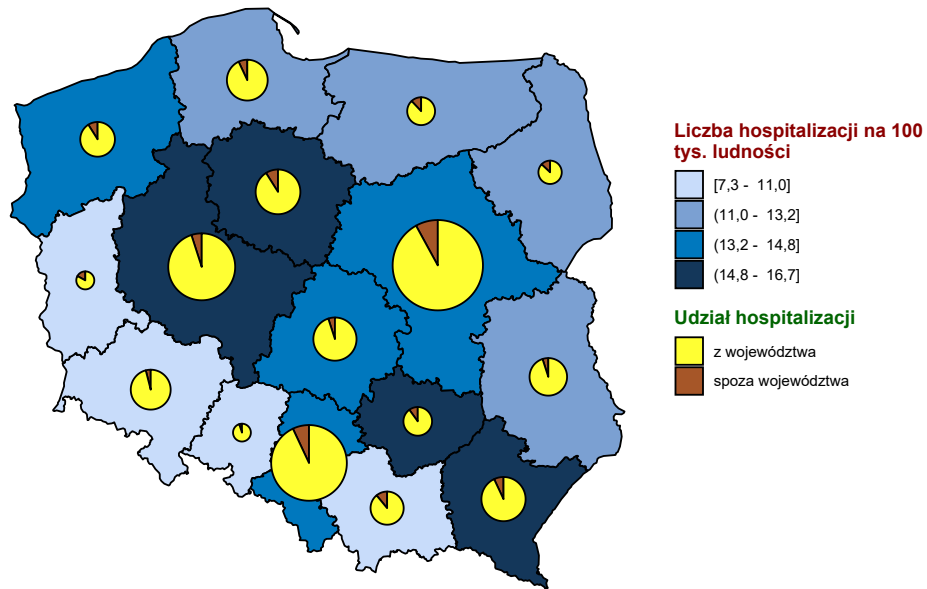 Liczba hospitalizacji na 100
tys. ludności
[7,3 - 11,0]
(11,0 - 13,2]
(13,2 - 14,8]
(14,8 - 16,7]
Udział hospitalizacji
z województwa
spoza województwa